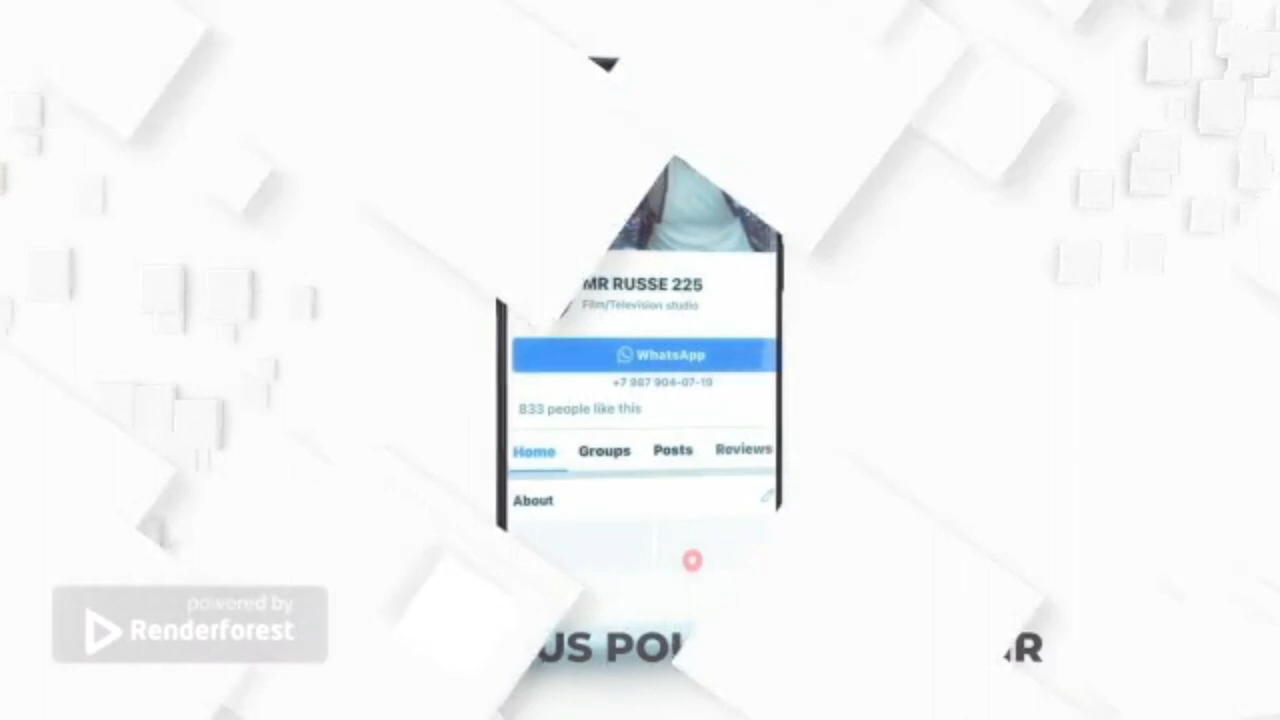 MR RUSSE 225
Film/Television studio
WhatsApp
+7 987 904-07-19
833 people like this
Home Groups Posts Reviews
About
powered by
Renderforest